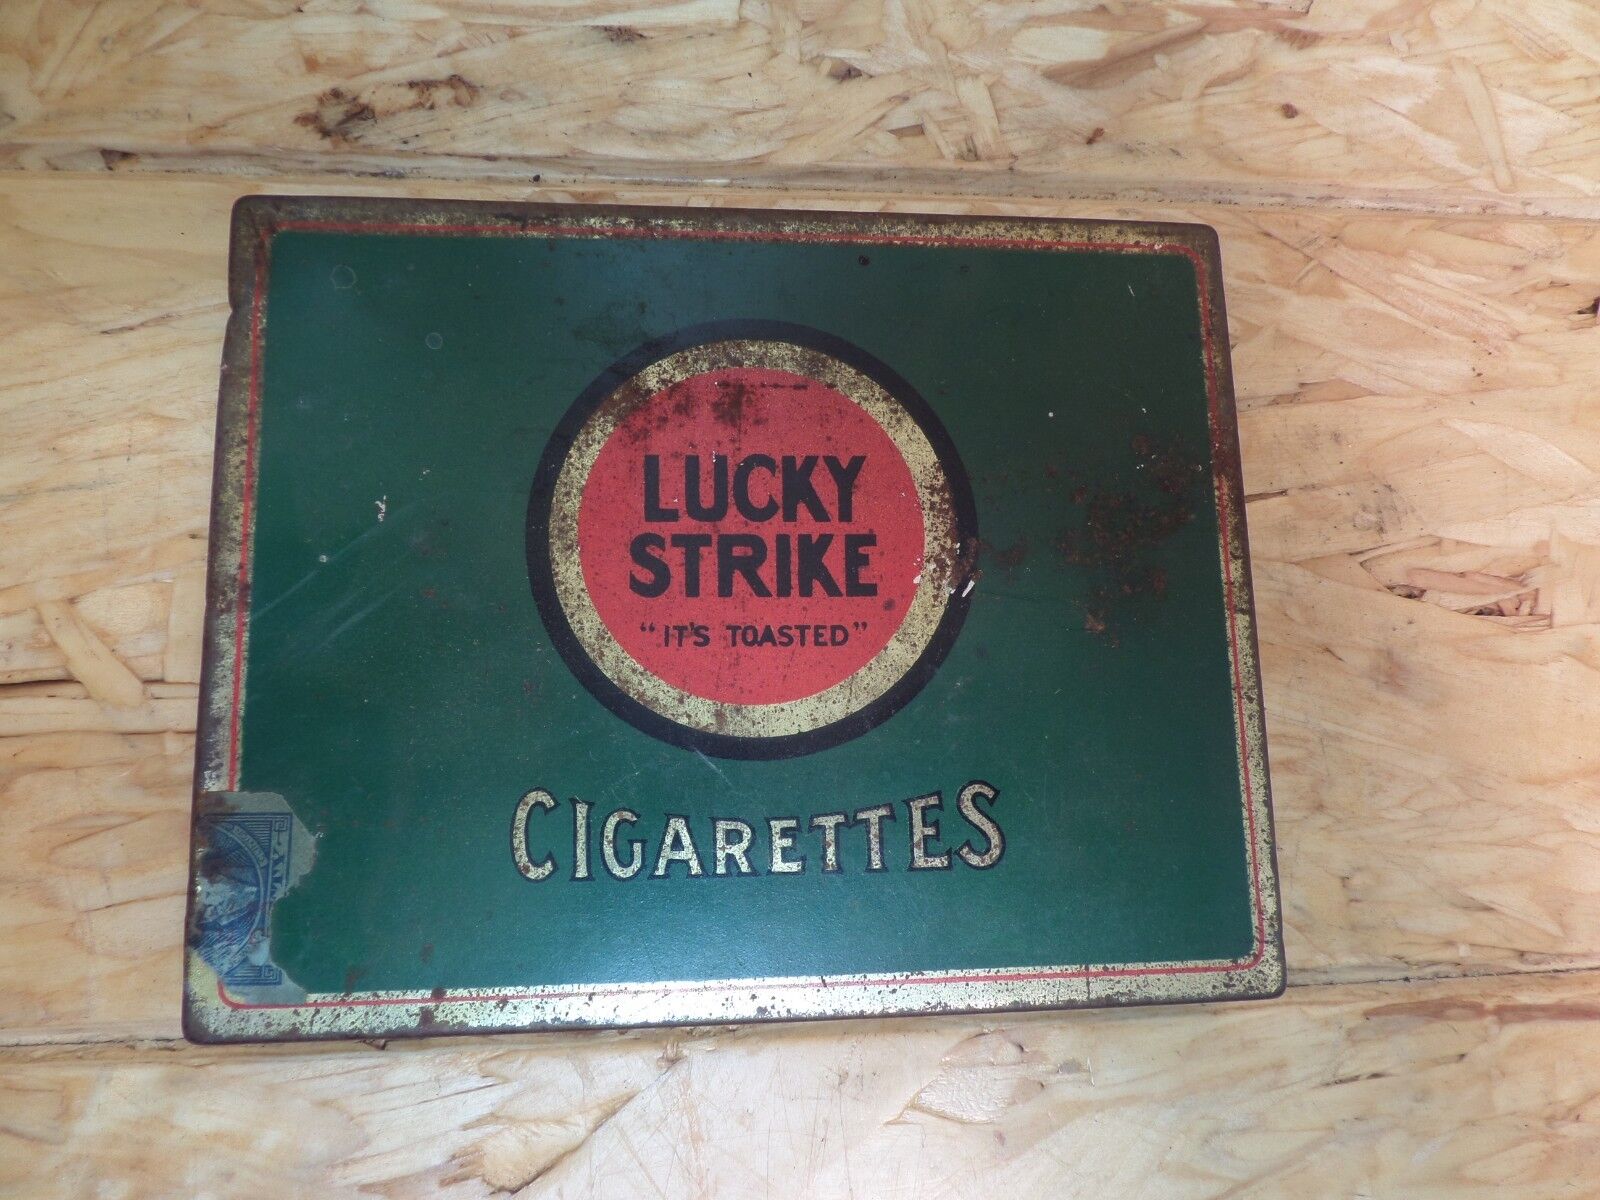 LUCKY
STRIKE
"IT'S TOASTED"
CIGARETTES